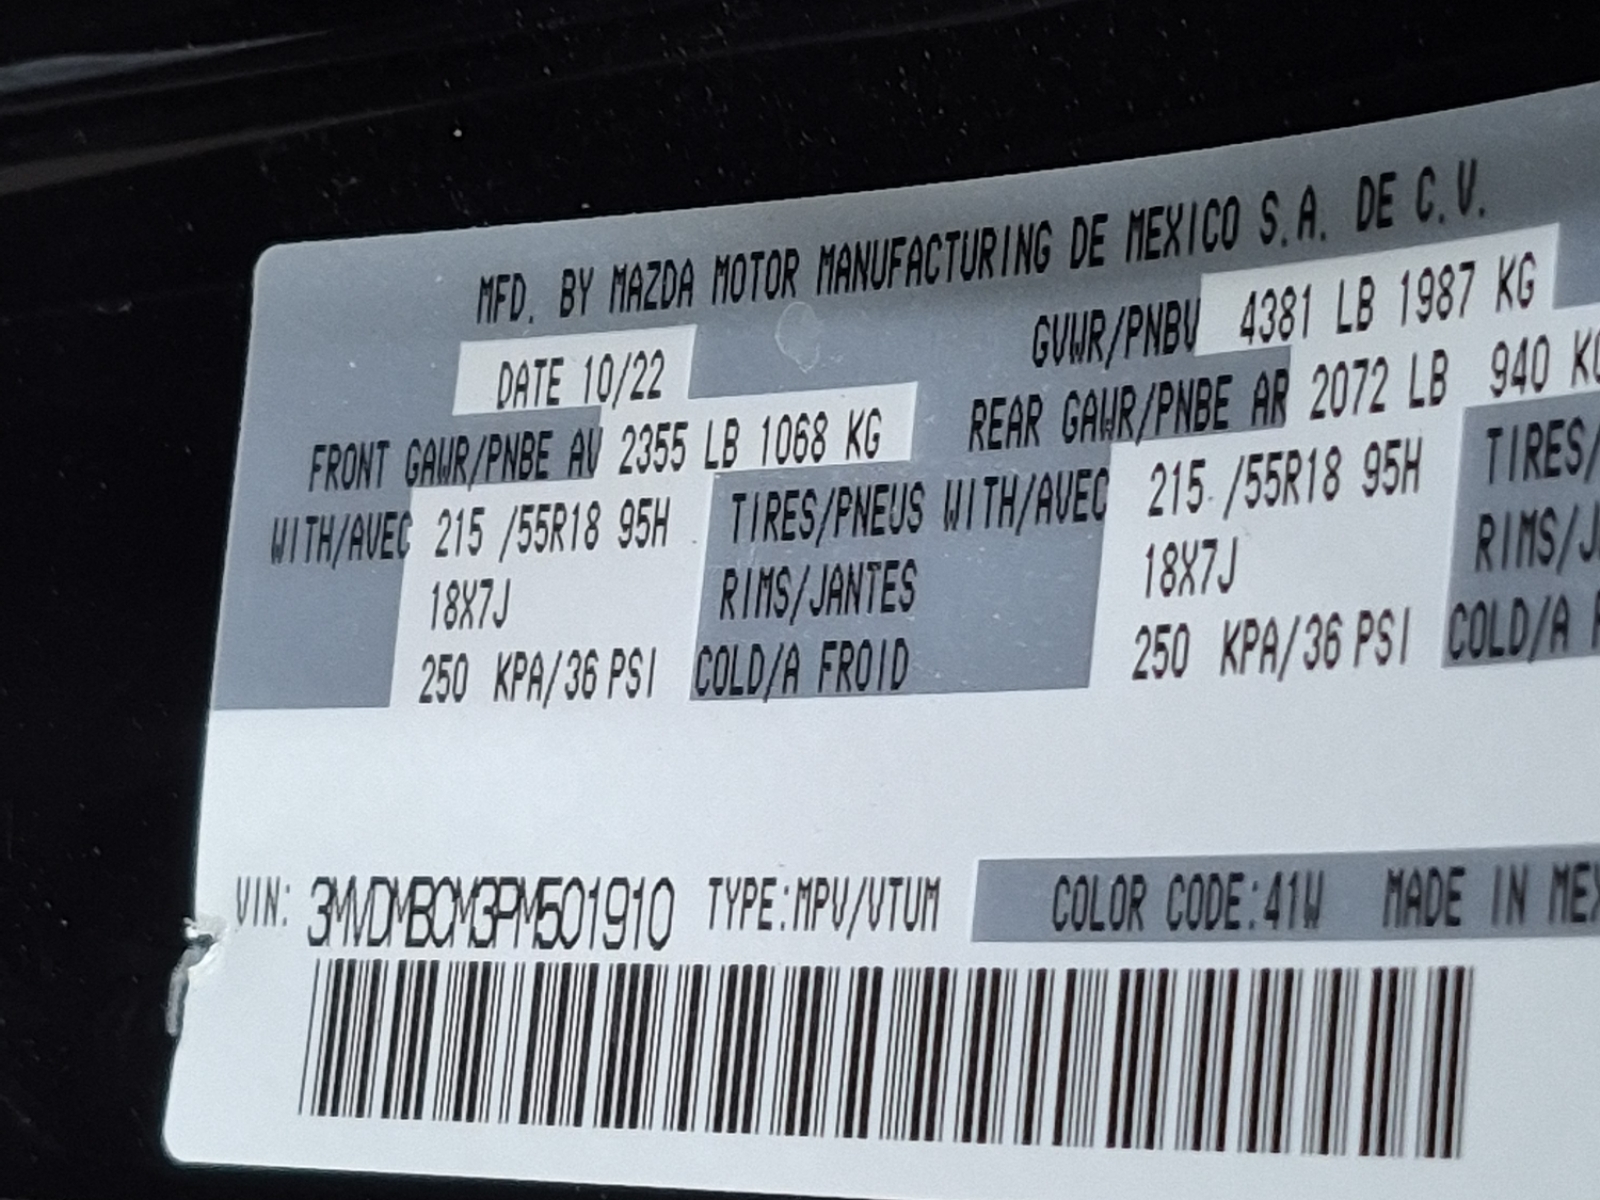 MFD. BY MAZDA MOTOR MANUFACTURING DE MEXICO S.A. DE C.V.
DATE 10/22 GVWR/PNBV 4381 LB 1987 KG
FRONT GAWR/PNBE AV 2355 LB 1068 KG REAR GAWR/PNBE AR 2072 LB 940 KG
WITH/AVEC 215 /55R18 95H TIRES/PNEUS WITH/AVEC 215 /55R18 95H TIRES/
18X7J RIMS/JANTES 18X7J RIMS/J
250 KPA/36 PSI COLD/A FROID 250 KPA/36 PSI COLD/A F
VIN: 3MVDMBCM3PM501910 TYPE:MPV/VTUM COLOR CODE:41W MADE IN MEX